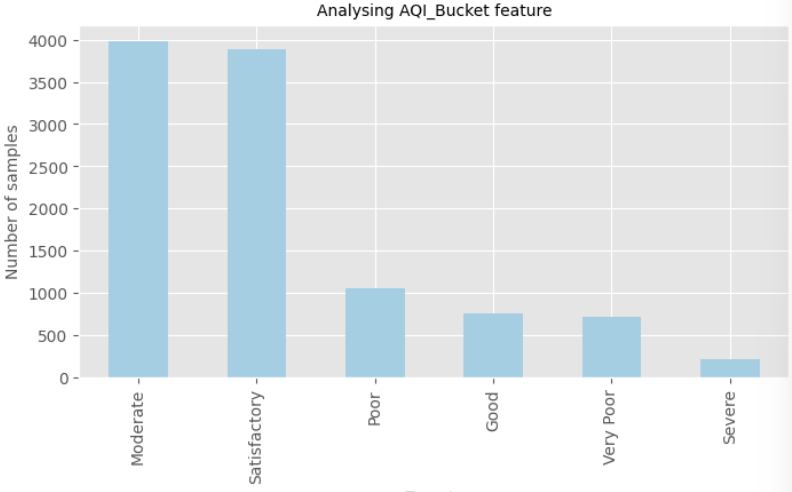 Analysing AQI_Bucket feature
Number of samples
4000
3500
3000
2500
2000
1500
1000
500
0
Moderate
Satisfactory
Poor
Good
Very Poor
Severe